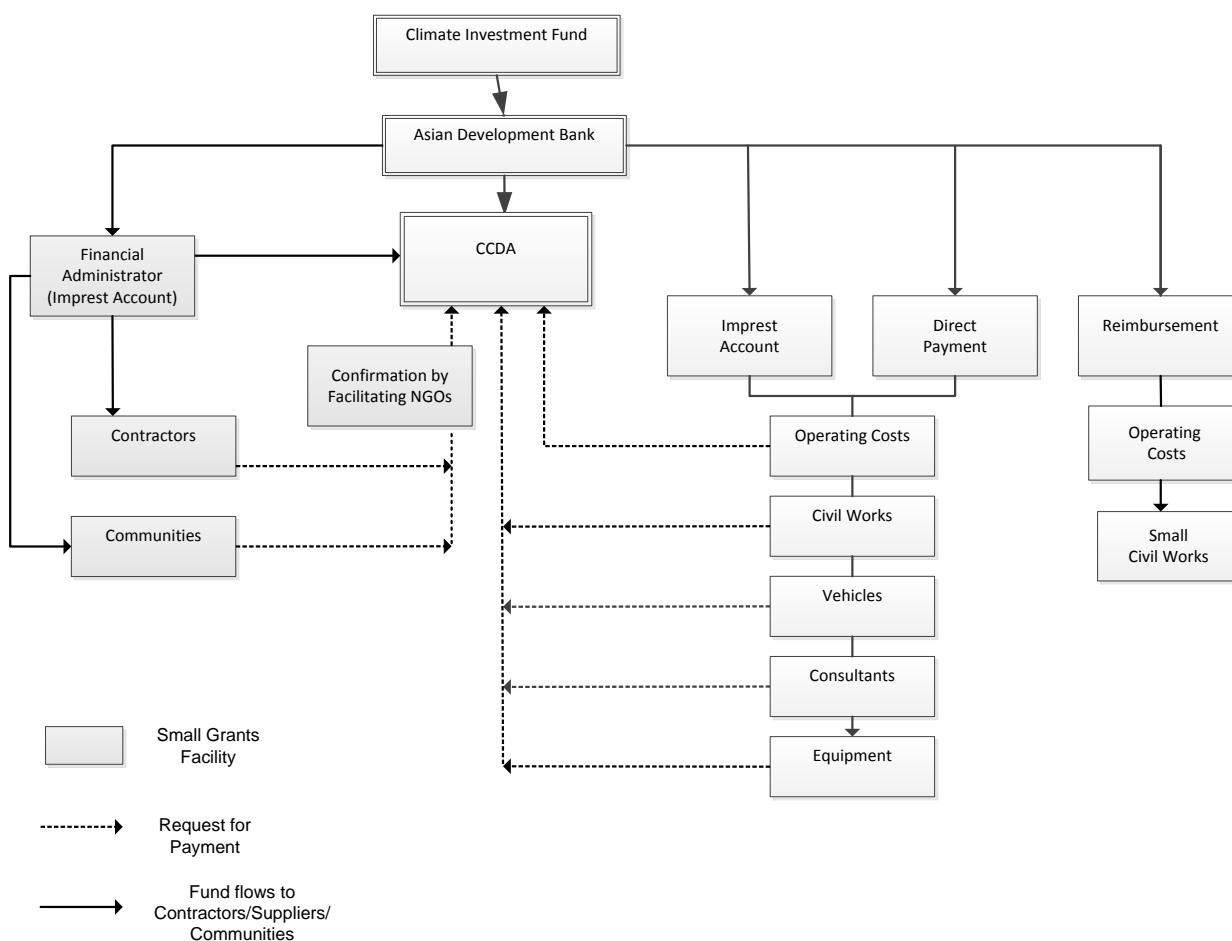 Climate Investment Fund
Asian Development Bank
CCDA
Financial
Administrator
(Imprest Account)
Imprest
Account
Direct
Payment
Reimbursement
Confirmation by
Facilitating NGOs
Contractors
Communities
Operating Costs
Civil Works
Vehicles
Consultants
Equipment
Operating
Costs
Small
Civil Works
Small Grants
Facility
Request for
Payment
Fund flows to
Contractors/Suppliers/
Communities